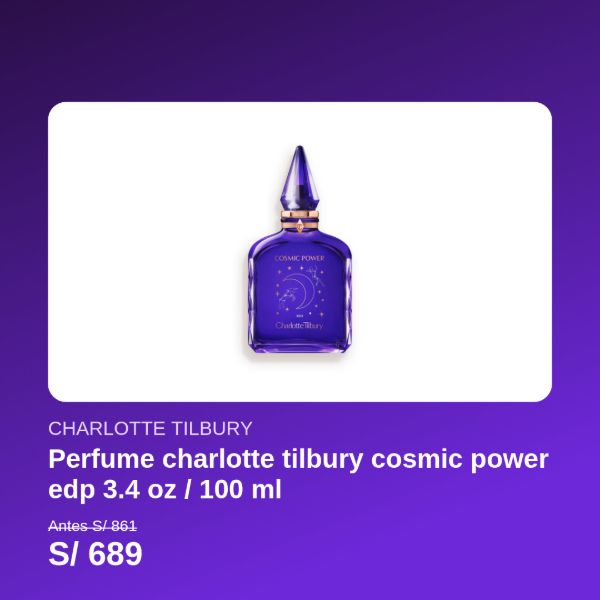 COSMIC POWER
Charlotte Tilbury
CHARLOTTE TILBURY
Perfume charlotte tilbury cosmic power
edp 3.4 oz / 100 ml
Antes S/ 861
S/ 689